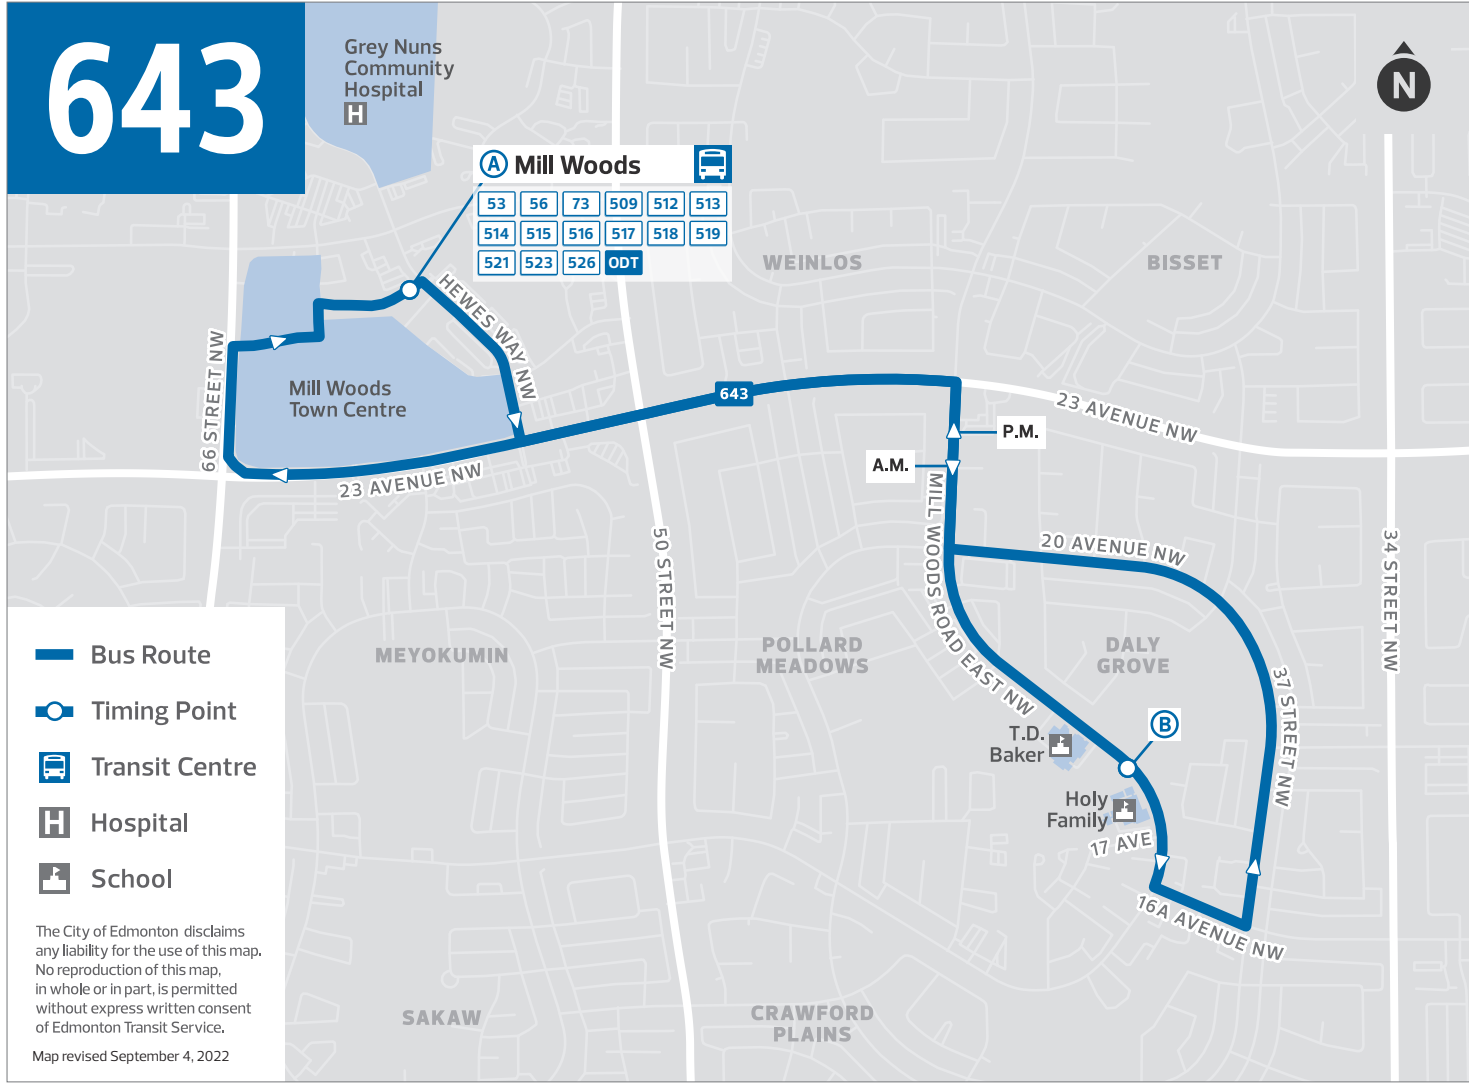 643
Grey Nuns
Community
Hospital
H
N
A Mill Woods
53 56 73 509 512 513
514 515 516 517 518 519
521 523 526 ODT
WEINLOS
BISSET
HEWES WAY NW
66 STREET NW
Mill Woods
Town Centre
643
23 AVENUE NW
P.M.
A.M.
23 AVENUE NW
MILL WOODS ROAD EAST NW
20 AVENUE NW
50 STREET NW
34 STREET NW
MEYOKUMIN
POLLARD
MEADOWS
DALY
GROVE
37 STREET NW
B
T.D.
Baker
Holy
Family
17 AVE
16A AVENUE NW
SAKAW
CRAWFORD
PLAINS
Bus Route
Timing Point
Transit Centre
H Hospital
School
The City of Edmonton disclaims
any liability for the use of this map.
No reproduction of this map,
in whole or in part, is permitted
without express written consent
of Edmonton Transit Service.
Map revised September 4, 2022